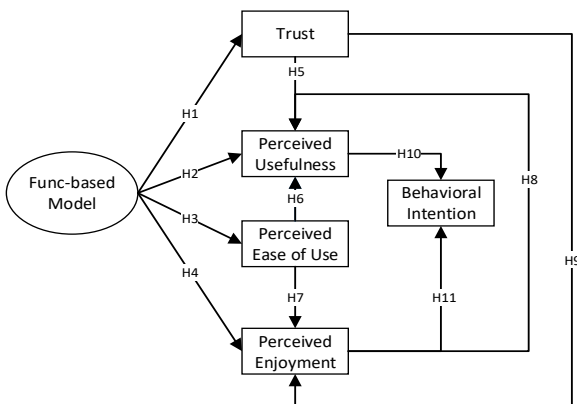 Trust
H5
H1
Perceived
Usefulness
H10
H2
Func-based
Model
Behavioral
Intention
H8
H6
H3
Perceived
Ease of Use
H9
H4
H7
H11
Perceived
Enjoyment